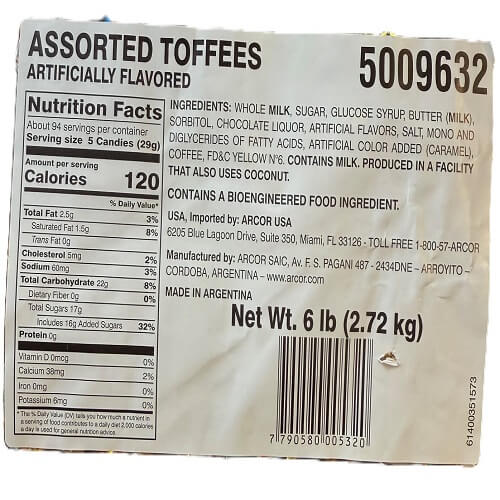 ASSORTED TOFFEES
ARTIFICIALLY FLAVORED
5009632
Nutrition Facts
About 94 servings per container
Serving size 5 Candies (29g)
Amount per serving
Calories 120
% Daily Value*
Total Fat 2.5g 3%
Saturated Fat 1.5g 8%
Trans Fat 0g
Cholesterol 5mg 2%
Sodium 60mg 3%
Total Carbohydrate 22g 8%
Dietary Fiber 0g 0%
Total Sugars 17g
Includes 16g Added Sugars 32%
Protein 0g
Vitamin D 0mcg 0%
Calcium 38mg 2%
Iron 0mg 0%
Potassium 6mg 0%
* The % Daily Value (DV) tells you how much a nutrient in
a serving of food contributes to a daily diet 2,000 calories
a day is used for general nutrition advice.
INGREDIENTS: WHOLE MILK, SUGAR, GLUCOSE SYRUP, BUTTER (MILK),
SORBITOL, CHOCOLATE LIQUOR, ARTIFICIAL FLAVORS, SALT, MONO AND
DIGLYCERIDES OF FATTY ACIDS, ARTIFICIAL COLOR ADDED (CARAMEL),
COFFEE, FD&C YELLOW Nº6. CONTAINS MILK. PRODUCED IN A FACILITY
THAT ALSO USES COCONUT.
CONTAINS A BIOENGINEERED FOOD INGREDIENT.
USA, Imported by: ARCOR USA
6205 Blue Lagoon Drive, Suite 350, Miami, FL 33126 - TOLL FREE 1-800-57-ARCOR
Manufactured by: ARCOR SAIC, Av. F. S. PAGANI 487 - 2434DNE – ARROYITO –
CORDOBA, ARGENTINA – www.arcor.com
MADE IN ARGENTINA
Net Wt. 6 lb (2.72 kg)
7 790580 005320
61400351573